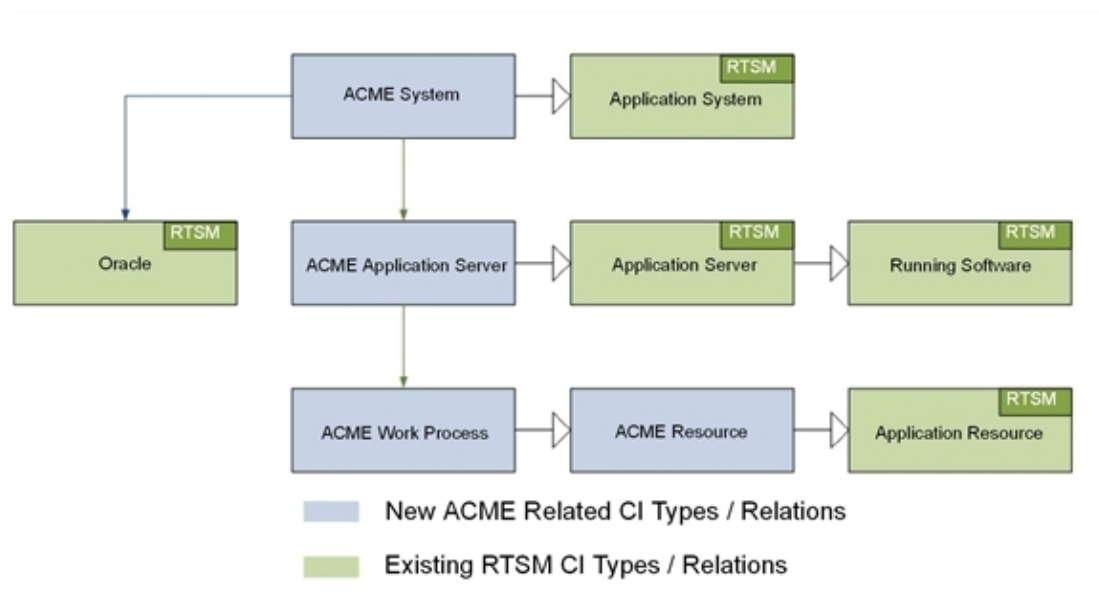 RTSM
ACME System
Application System
RTSM
RTSM
RTSM
Oracle
ACME Application Server
Application Server
Running Software
RTSM
ACME Work Process
ACME Resource
Application Resource
New ACME Related CI Types / Relations
Existing RTSM CI Types / Relations